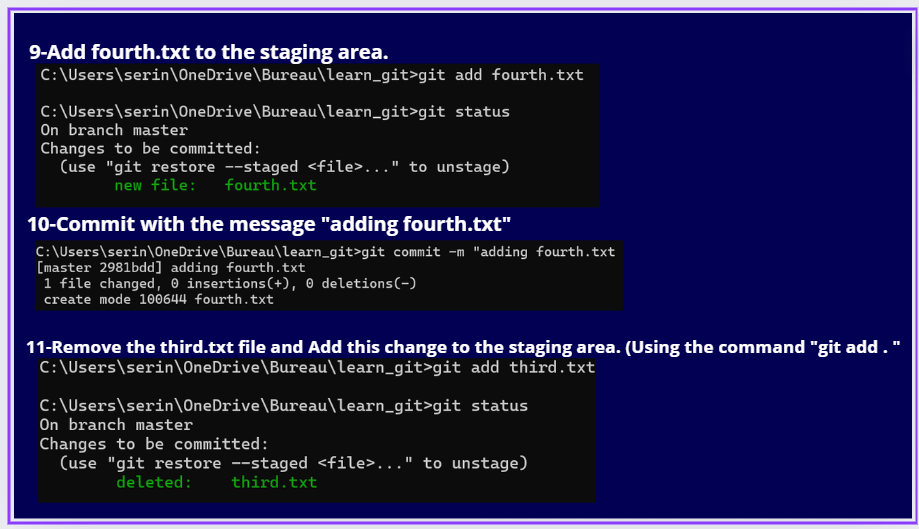 9-Add fourth.txt to the staging area.
C:\Users\serin\OneDrive\Bureau\learn_git>git add fourth.txt
C:\Users\serin\OneDrive\Bureau\learn_git>git status
On branch master
Changes to be committed:
(use "git restore --staged <file>..." to unstage)
new file: fourth.txt
10-Commit with the message "adding fourth.txt"
C:\Users\serin\OneDrive\Bureau\learn_git>git commit -m "adding fourth.txt
[master 2981bdd] adding fourth.txt
1 file changed, 0 insertions(+), 0 deletions(-)
create mode 100644 fourth.txt
11-Remove the third.txt file and Add this change to the staging area. (Using the command "git add . "
C:\Users\serin\OneDrive\Bureau\learn_git>git add third.txt
C:\Users\serin\OneDrive\Bureau\learn_git>git status
On branch master
Changes to be committed:
(use "git restore --staged <file>..." to unstage)
deleted: third.txt